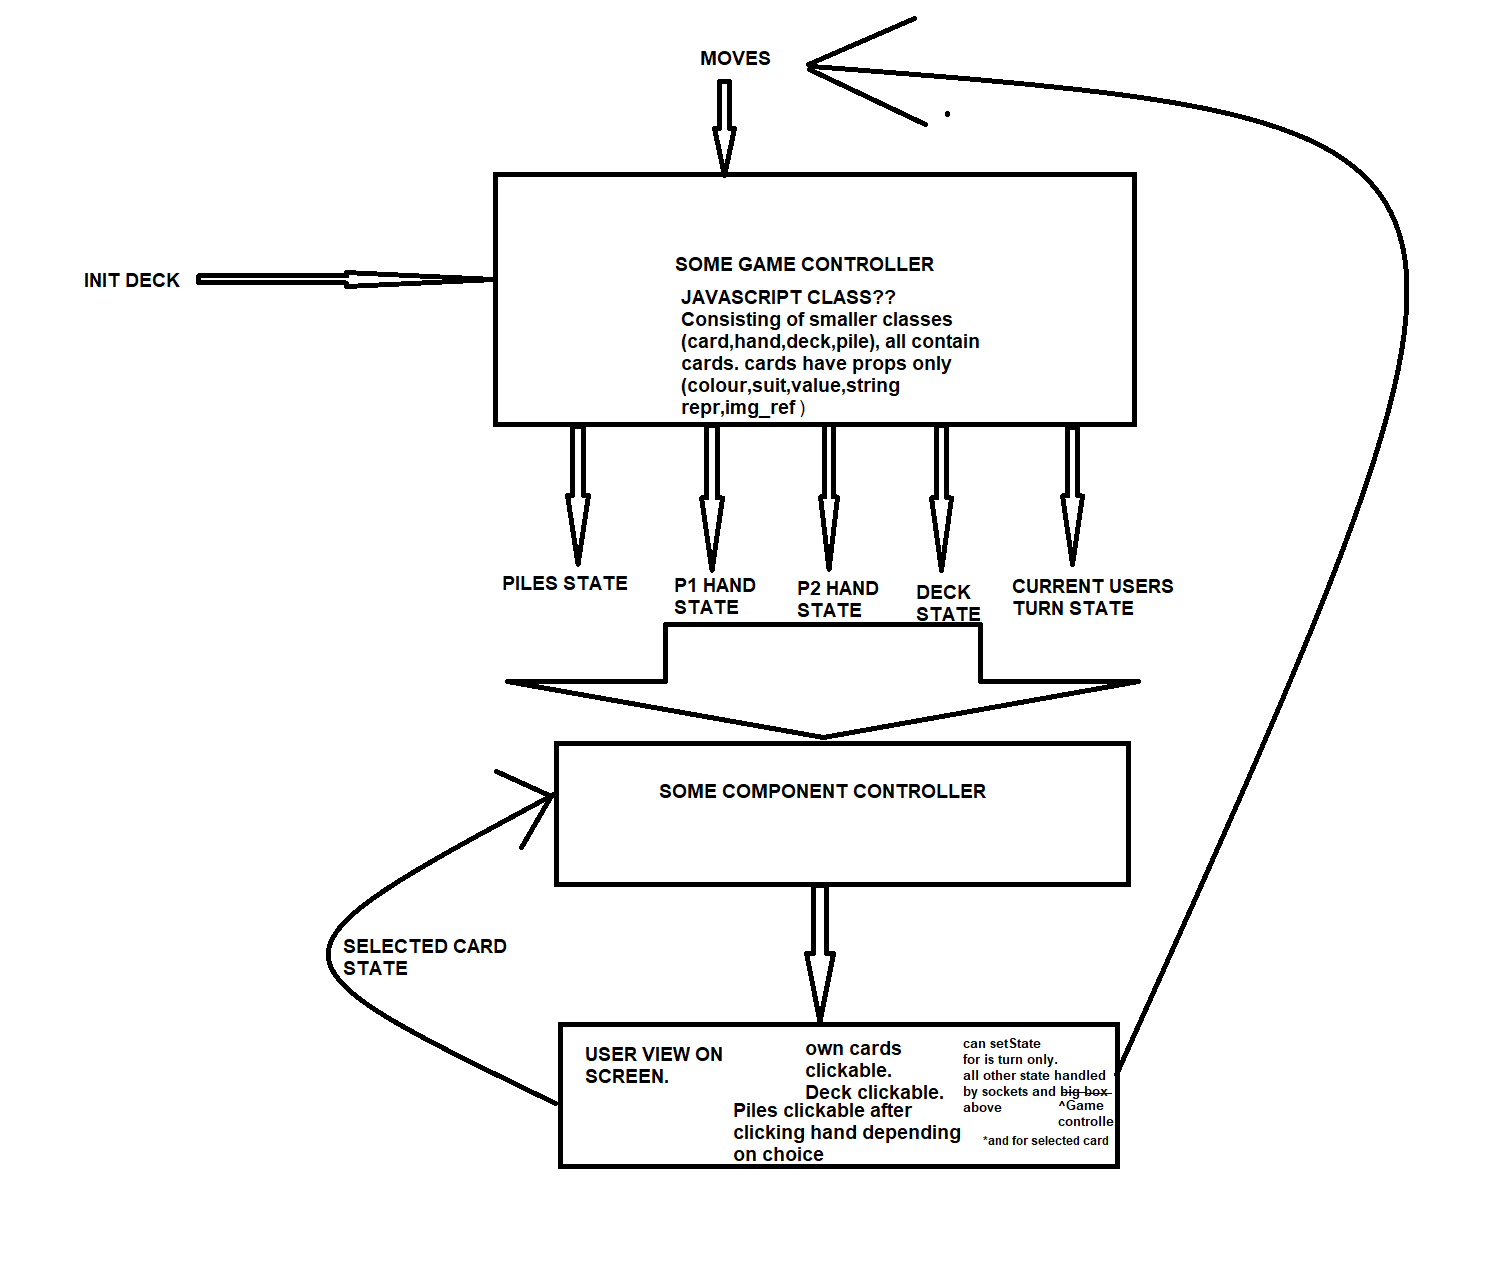 MOVES
INIT DECK
SOME GAME CONTROLLER
JAVASCRIPT CLASS??
Consisting of smaller classes
(card,hand,deck,pile), all contain
cards. cards have props only
(colour,suit,value,string
repr,img_ref)
PILES STATE
P1 HAND
STATE
P2 HAND
STATE
DECK
STATE
CURRENT USERS
TURN STATE
SOME COMPONENT CONTROLLER
SELECTED CARD
STATE
USER VIEW ON
SCREEN.
own cards
clickable.
Deck clickable.
Piles clickable after
clicking hand depending
on choice
can setState
for is turn only.
all other state handled
by sockets and big box
above
^Game
controlle
*and for selected card